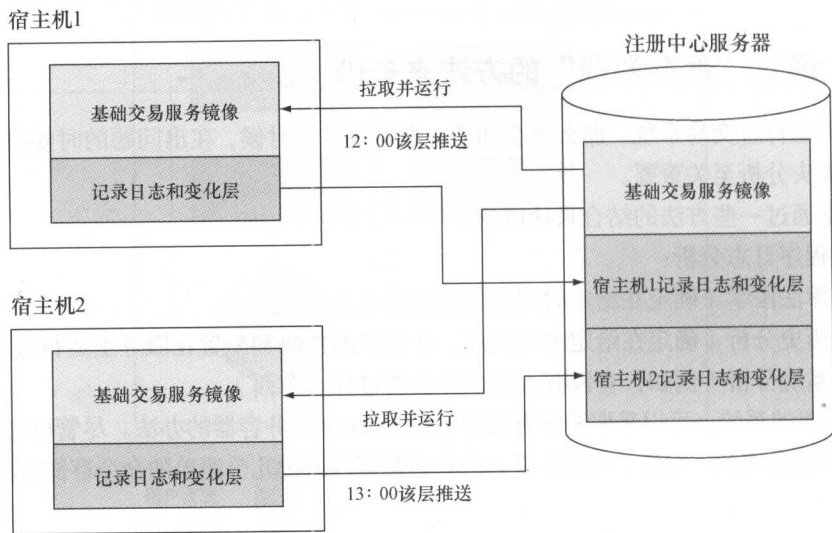 宿主机1
基础交易服务镜像
记录日志和变化层
拉取并运行
12：00该层推送
注册中心服务器
基础交易服务镜像
宿主机1记录日志和变化层
宿主机2记录日志和变化层
宿主机2
基础交易服务镜像
记录日志和变化层
拉取并运行
13：00该层推送